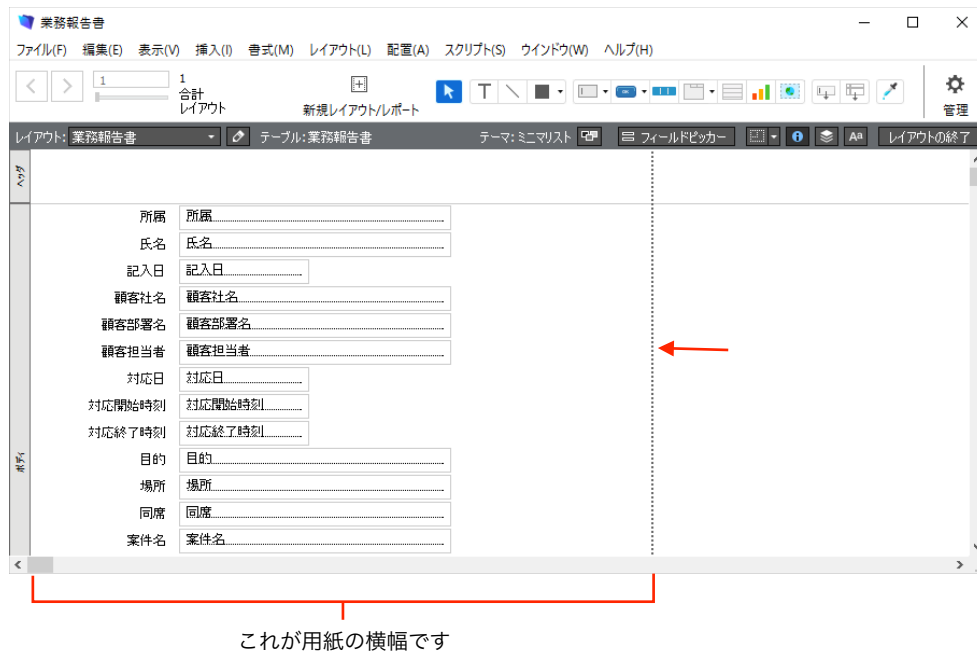 業務報告書
ファイル(F) 編集(E) 表示(V) 挿入(I) 書式(M) レイアウト(L) 配置(A) スクリプト(S) ウインドウ(W) ヘルプ(H)
1
1
合計
レイアウト
新規レイアウト/レポート
T
管理
レイアウト: 業務報告書 テーブル: 業務報告書 テーマ: ミニマリスト フィールドピッカー Aa レイアウトの終了
ヘッダ
所属 所属
氏名 氏名
記入日 記入日
顧客社名 顧客社名
顧客部署名 顧客部署名
顧客担当者 顧客担当者
対応日 対応日
対応開始時刻 対応開始時刻
対応終了時刻 対応終了時刻
ボディ
目的 目的
場所 場所
同席 同席
案件名 案件名
これが用紙の横幅です